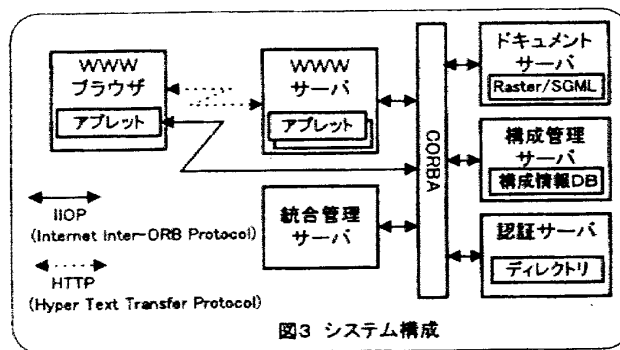 WWW
ブラウザ
アプレット
WWW
サーバ
アプレット
CORBA
ドキュメント
サーバ
Raster/SGML
構成管理
サーバ
構成情報DB
認証サーバ
ディレクトリ
統合管理
サーバ
IIOP
(Internet Inter-ORB Protocol)
HTTP
(Hyper Text Transfer Protocol)
図3 システム構成